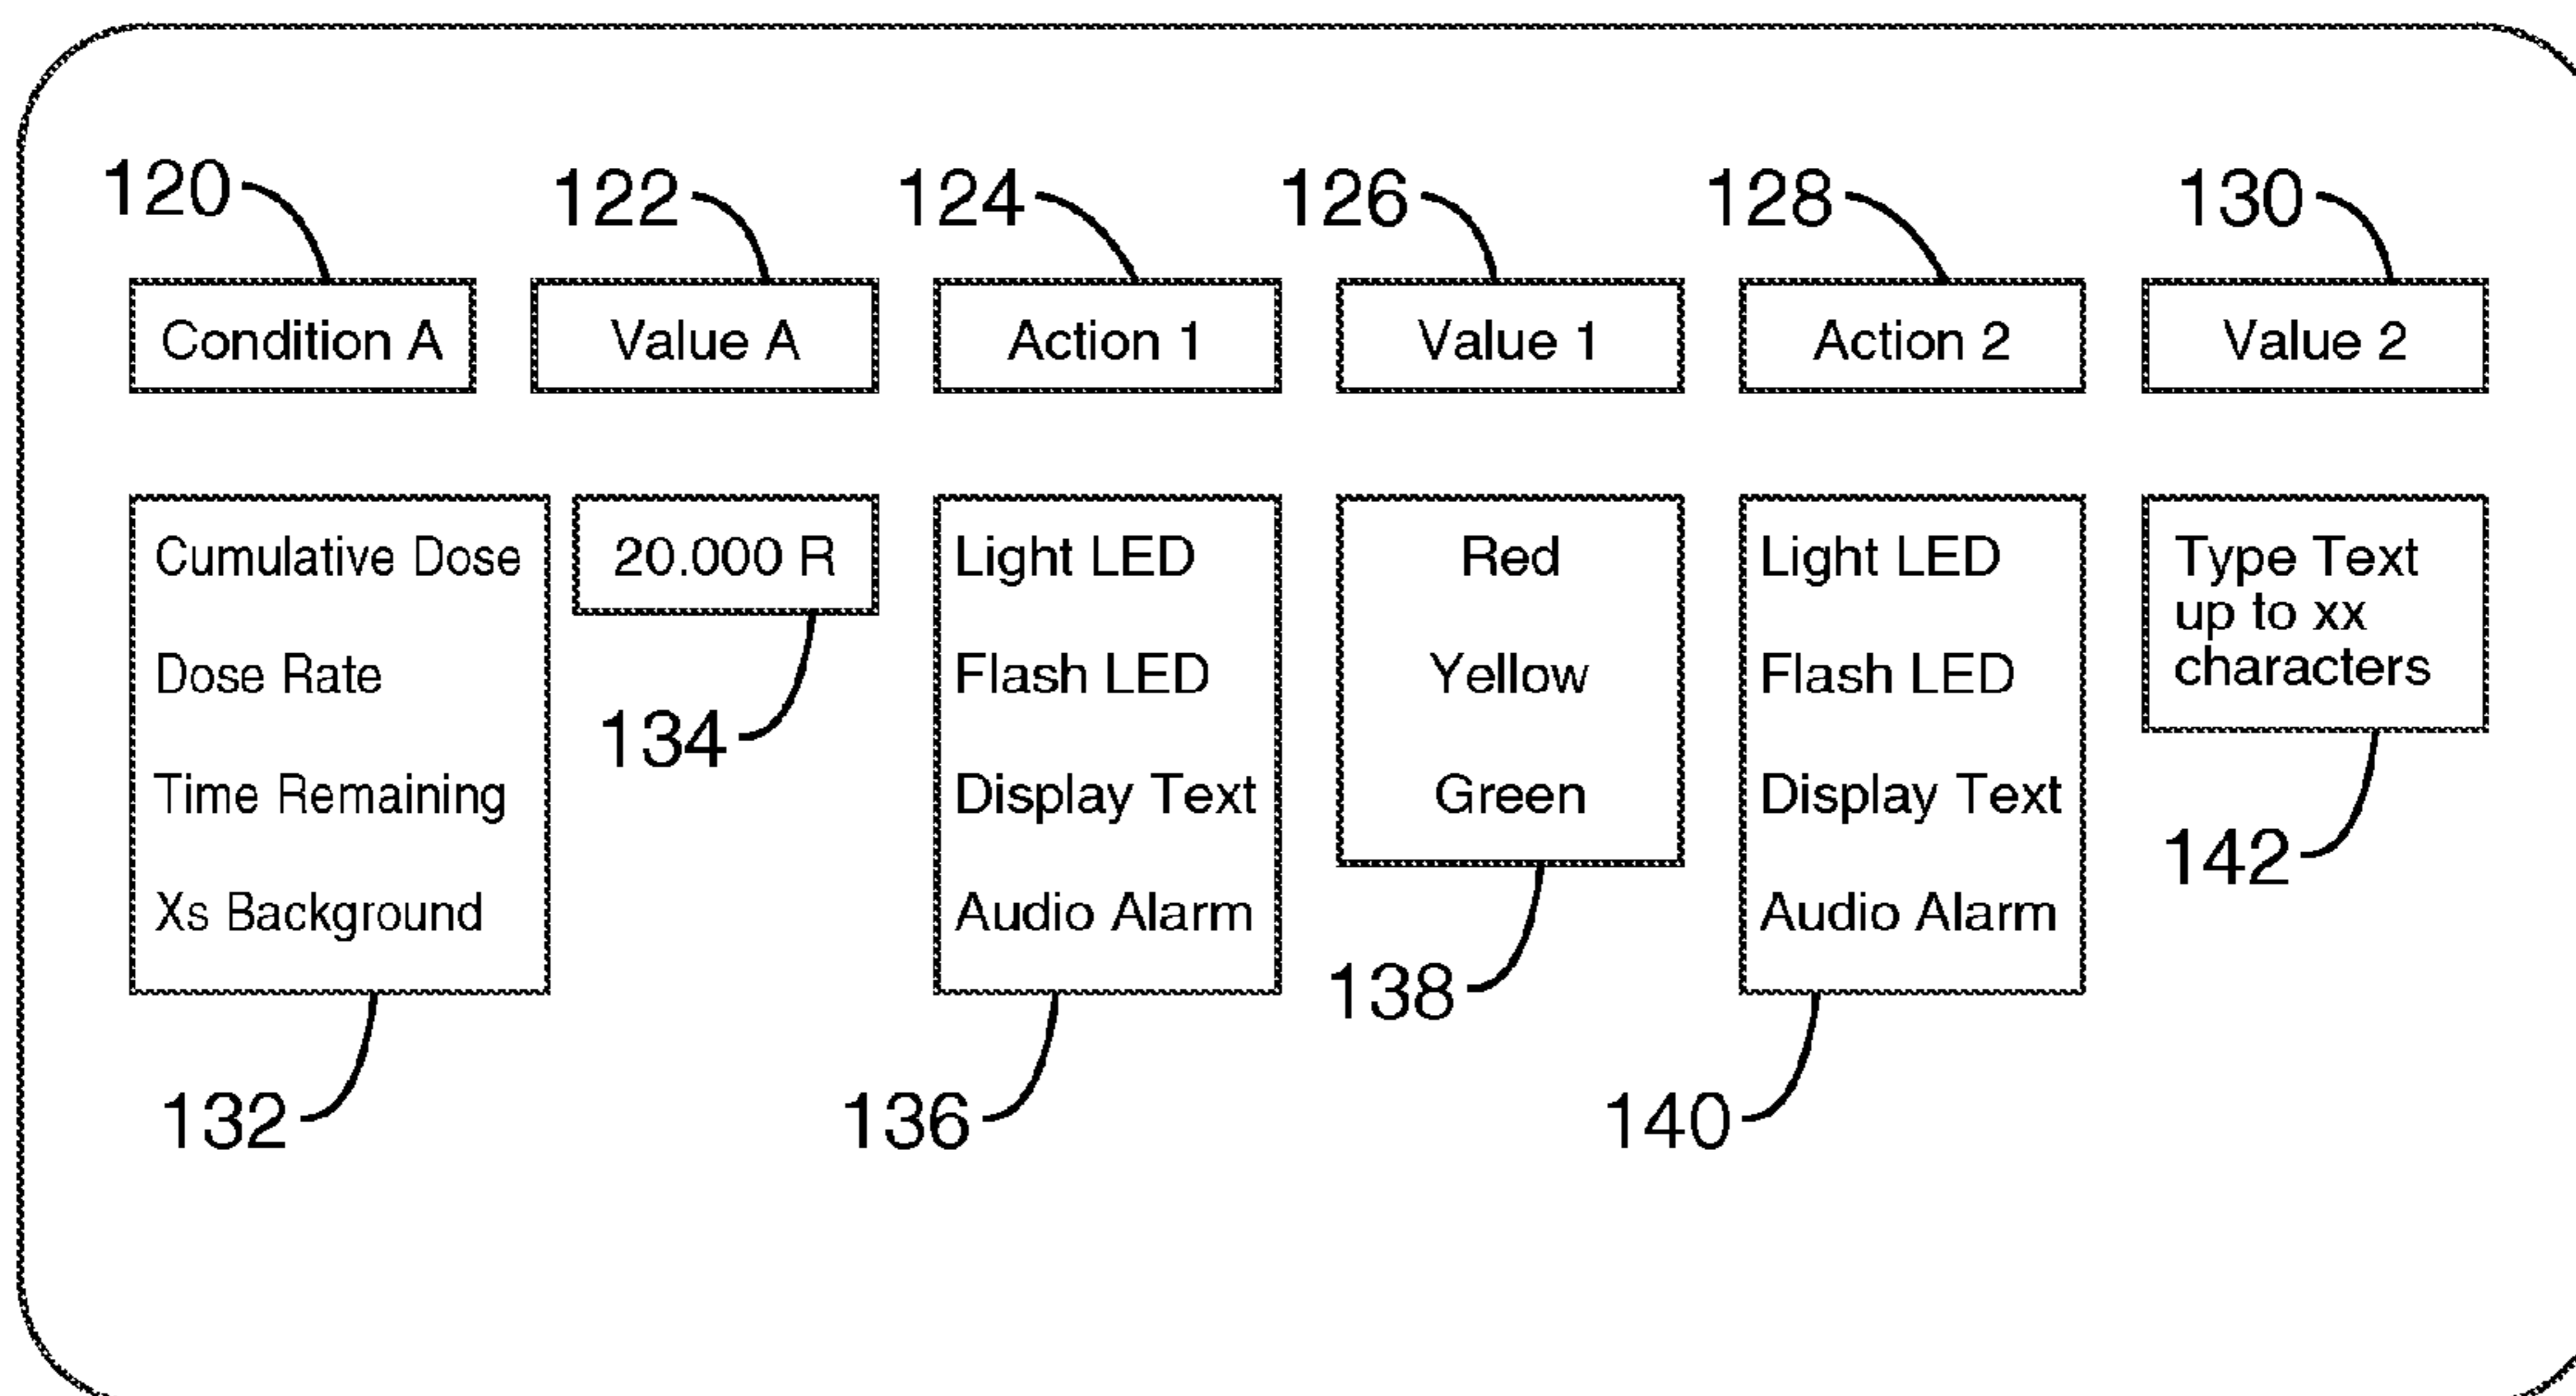 120
122
124
126
128
130
Condition A
Value A
Action 1
Value 1
Action 2
Value 2
Cumulative Dose
Dose Rate
Time Remaining
Xs Background
132
20.000 R
134
Light LED
Flash LED
Display Text
Audio Alarm
136
Red
Yellow
Green
138
Light LED
Flash LED
Display Text
Audio Alarm
140
Type Text
up to xx
characters
142